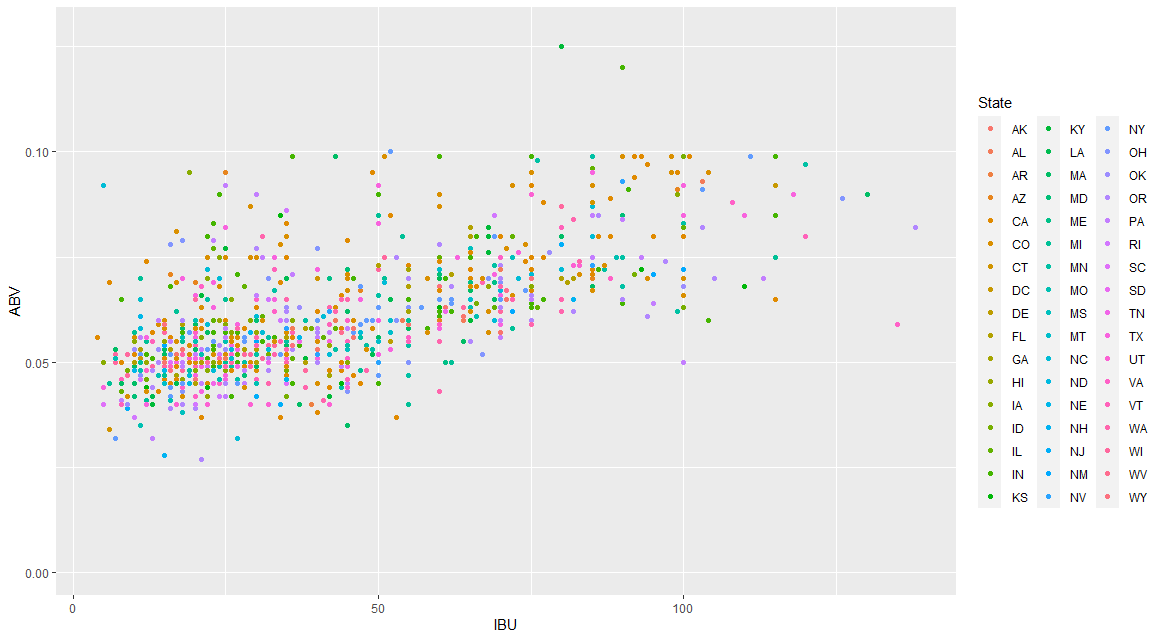 ABV
0.10
0.05
0.00
0
50
100
IBU
State
AK KY NY
AL LA OH
AR MA OK
AZ MD OR
CA ME PA
CO MI RI
CT MN SC
DC MO SD
DE MS TN
FL MT TX
GA NC UT
HI ND VA
IA NE VT
ID NH WA
IL NJ WI
IN NM WV
KS NV WY